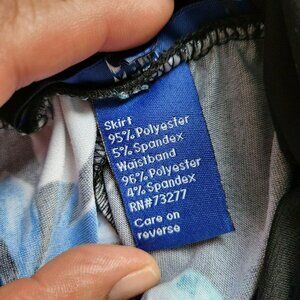 Skirt
95% Polyester
5% Spandex
Waistband
96% Polyester
4% Spandex
RN#73277
Care on
reverse